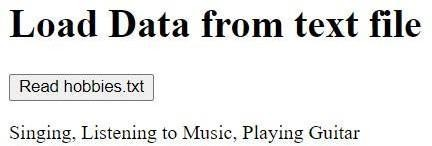 Load Data from text file
Read hobbies.txt
Singing, Listening to Music, Playing Guitar